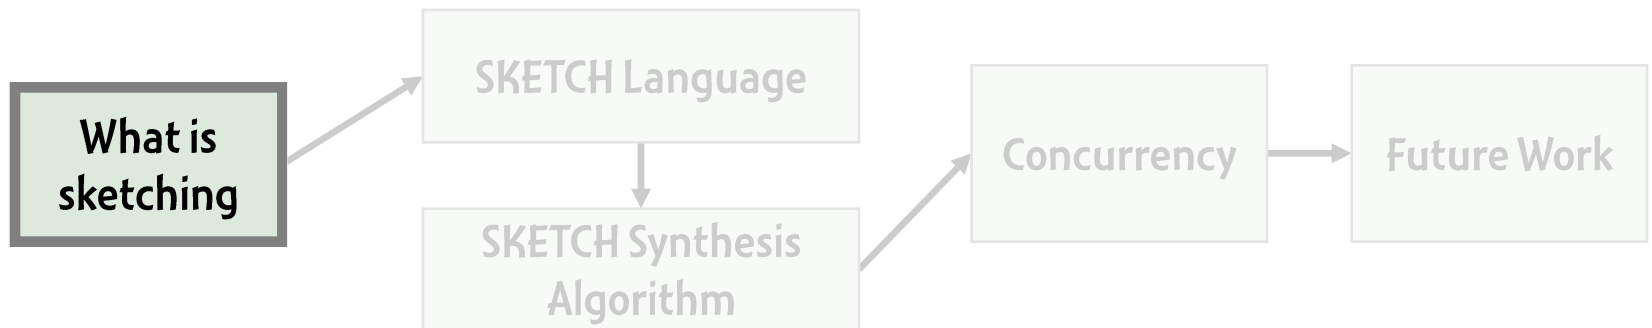 What is
sketching
SKETCH Language
SKETCH Synthesis
Algorithm
Concurrency
Future Work